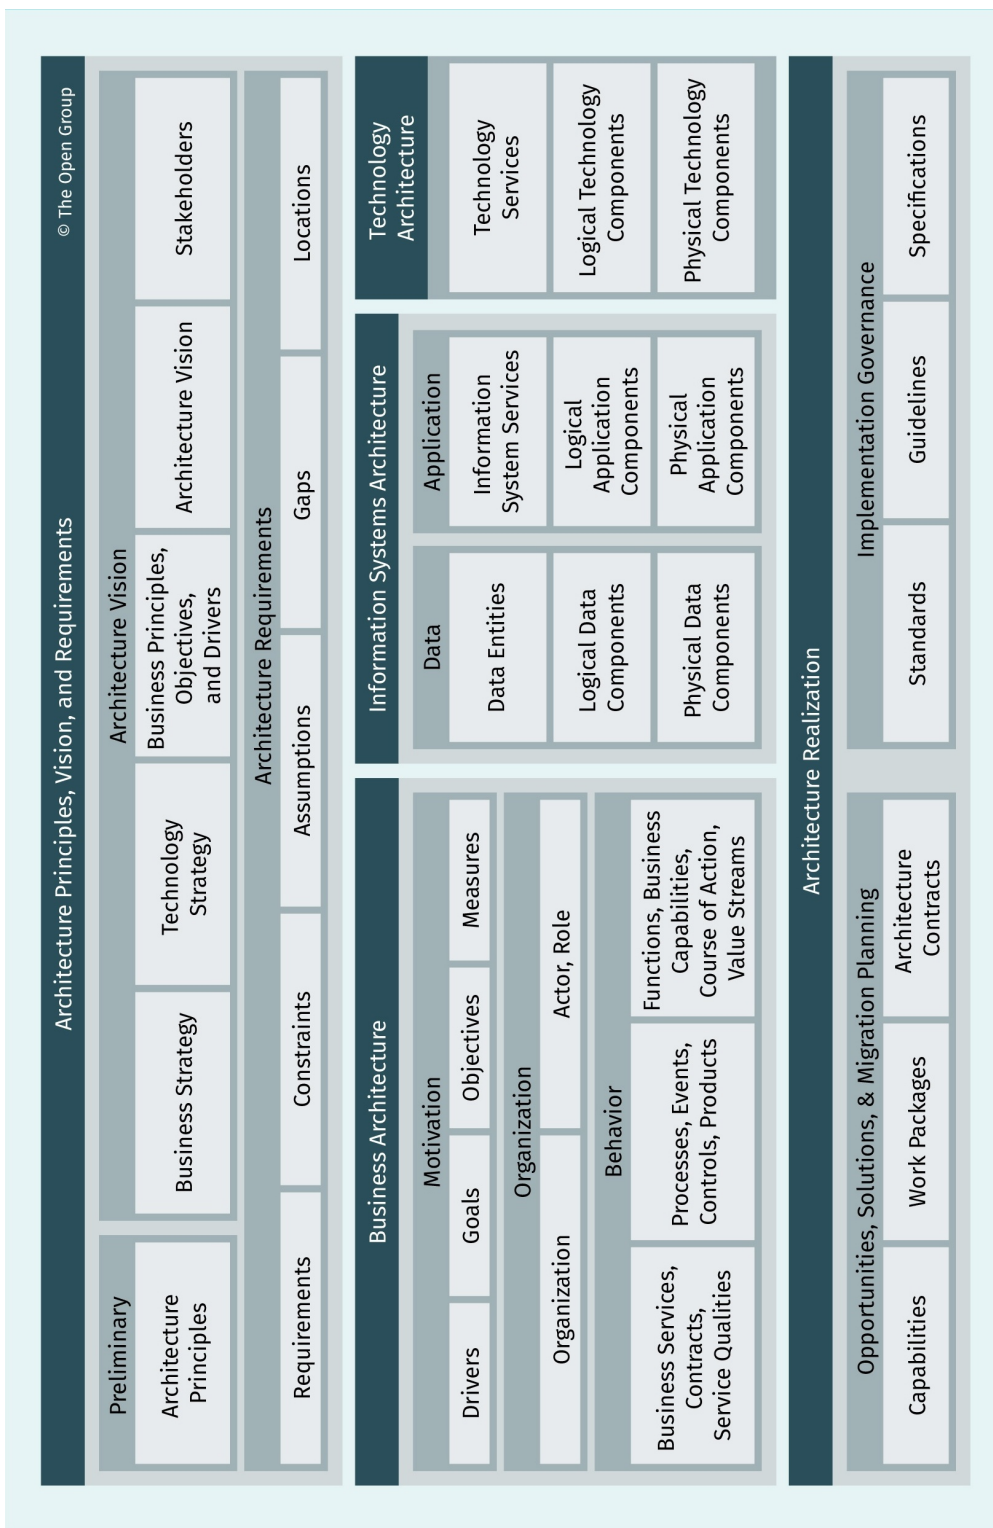 Architecture Principles, Vision, and Requirements
© The Open Group
Preliminary
Architecture
Principles
Architecture Vision
Business Strategy
Technology
Strategy
Business Principles,
Objectives,
and Drivers
Architecture Vision
Stakeholders
Architecture Requirements
Requirements
Constraints
Assumptions
Gaps
Locations
Business Architecture
Motivation
Drivers
Goals
Objectives
Measures
Organization
Organization
Actor, Role
Behavior
Business Services,
Contracts,
Service Qualities
Processes, Events,
Controls, Products
Functions, Business
Capabilities,
Course of Action,
Value Streams
Information Systems Architecture
Data
Data Entities
Logical Data
Components
Physical Data
Components
Application
Information
System Services
Logical
Application
Components
Physical
Application
Components
Technology
Architecture
Technology
Services
Logical Technology
Components
Physical Technology
Components
Architecture Realization
Opportunities, Solutions, & Migration Planning
Capabilities
Work Packages
Architecture
Contracts
Implementation Governance
Standards
Guidelines
Specifications